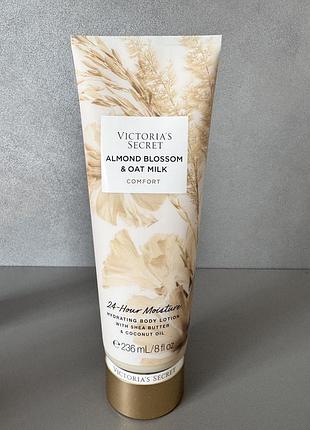 VICTORIA'S
SECRET
ALMOND BLOSSOM
& OAT MILK
COMFORT
24-Hour Moisture
HYDRATING BODY LOTION
WITH SHEA BUTTER
& COCONUT OIL
℮ 236 mL/8 fl oz
VICTORIA'S SECRET